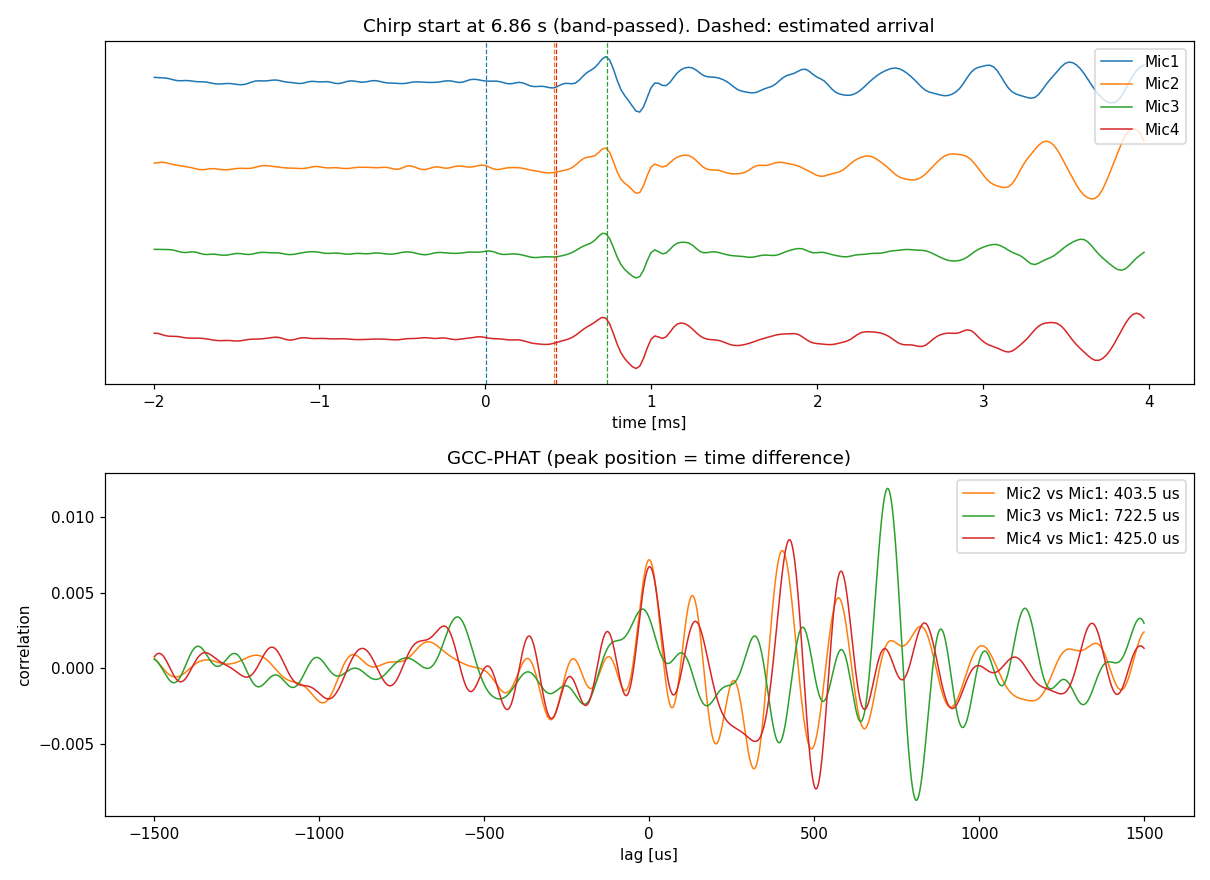 Chirp start at 6.86 s (band-passed). Dashed: estimated arrival
Mic1
Mic2
Mic3
Mic4
−2
−1
0
1
2
3
4
time [ms]
GCC-PHAT (peak position = time difference)
Mic2 vs Mic1: 403.5 us
Mic3 vs Mic1: 722.5 us
Mic4 vs Mic1: 425.0 us
0.010
0.005
0.000
−0.005
correlation
−1500
−1000
−500
0
500
1000
1500
lag [us]